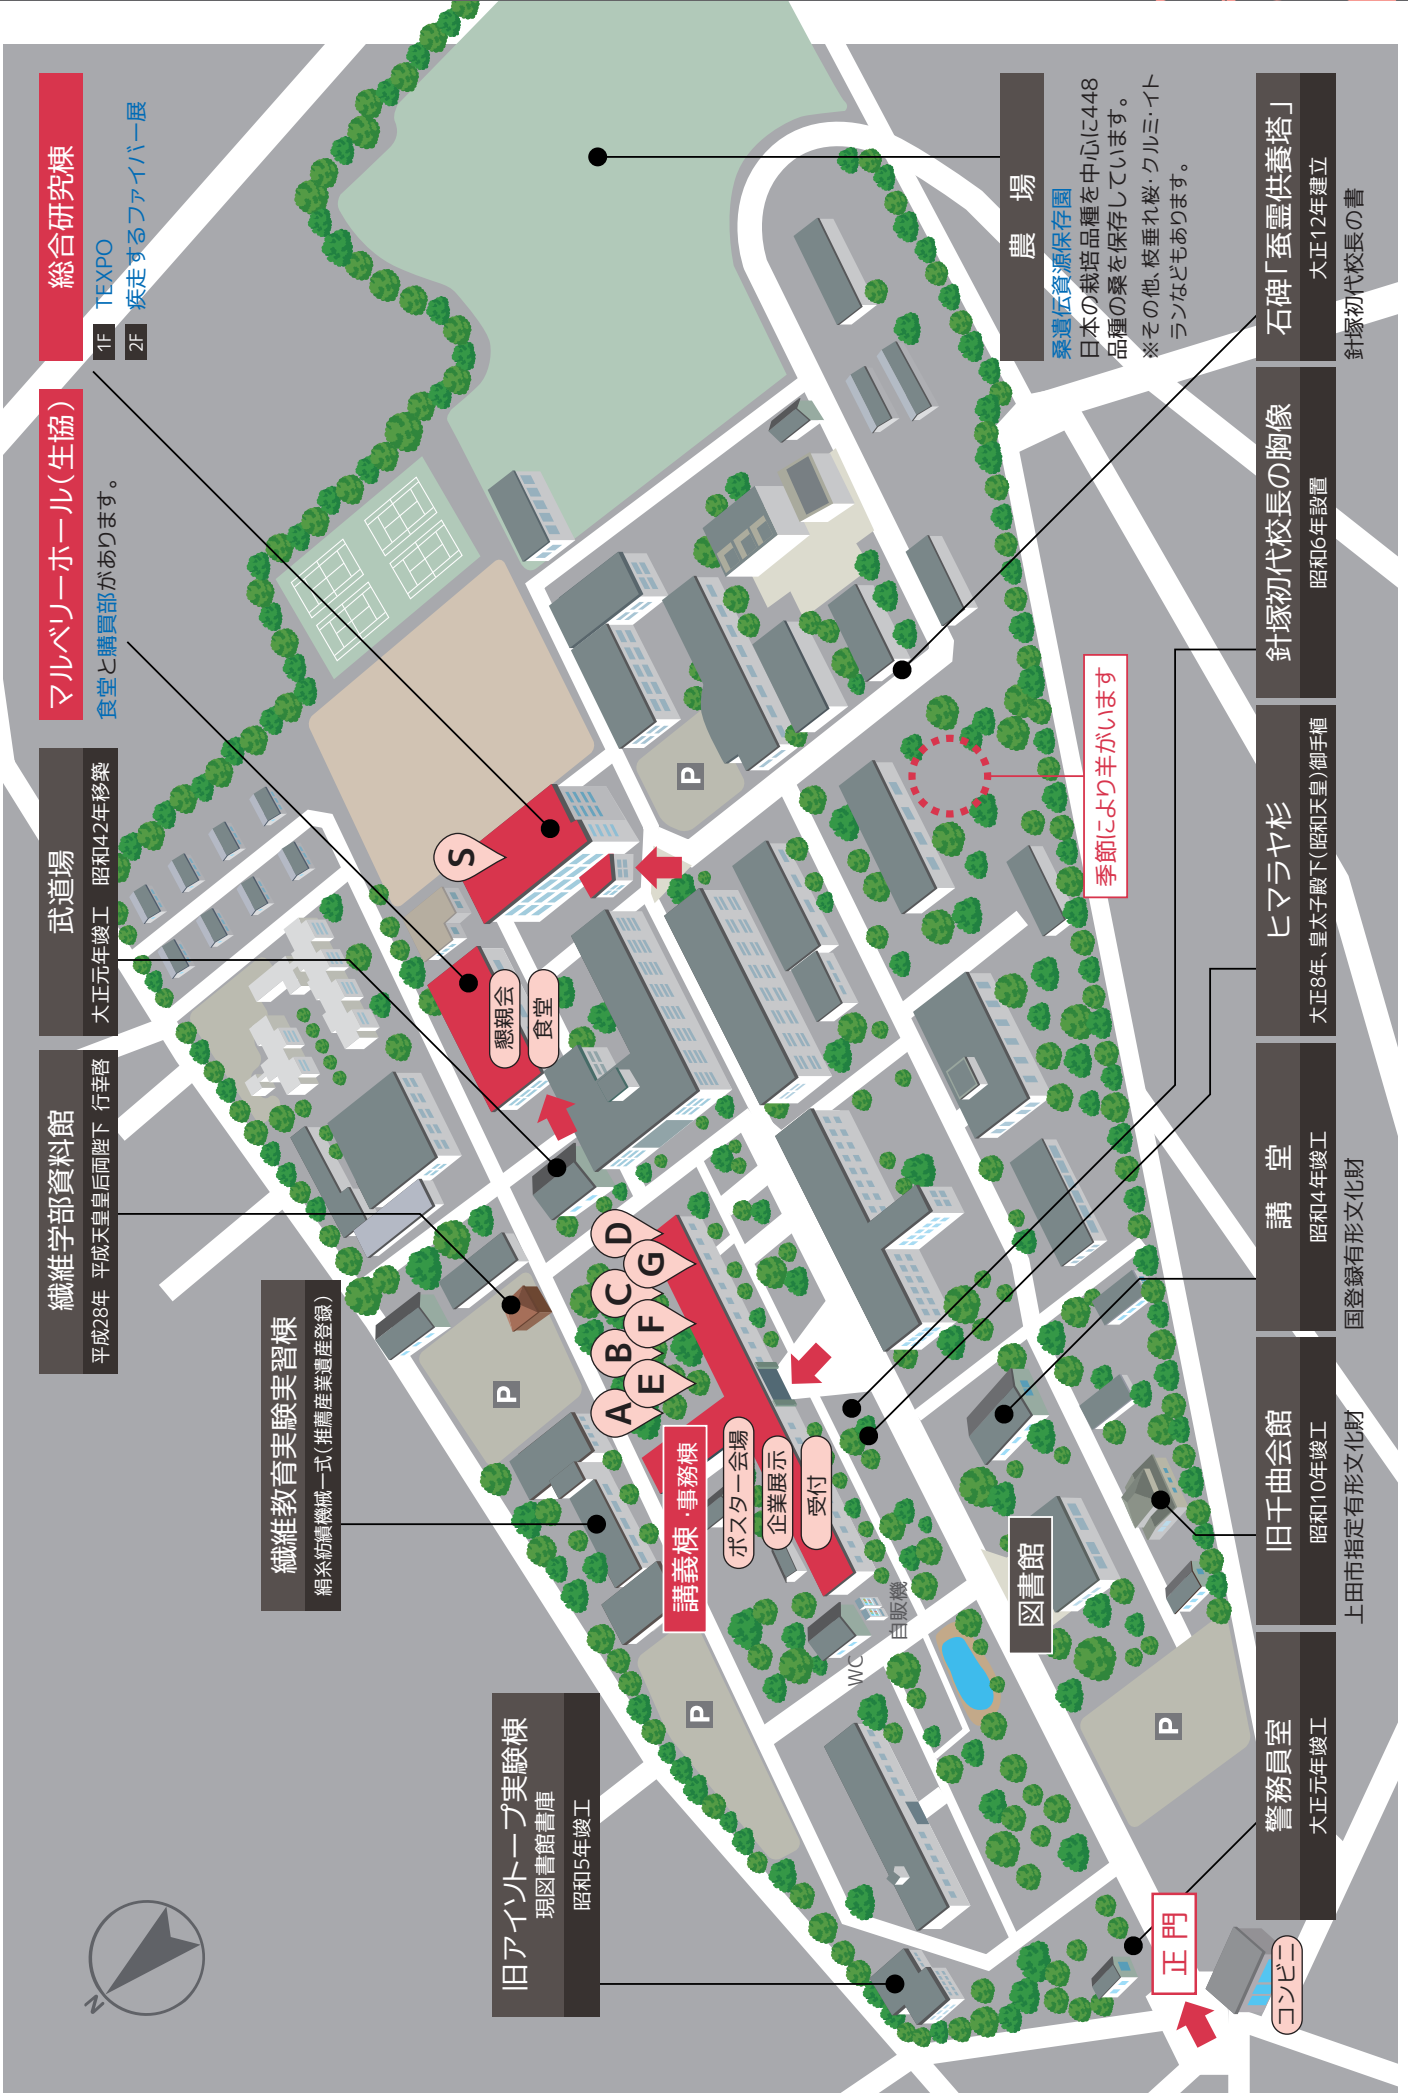 旧アイソトープ実験棟
現図書館書庫
昭和5年竣工
繊維教育実験実習棟
絹糸紡績機械一式(推薦産業遺産登録)
繊維学部資料館
平成28年 平成天皇皇后両陛下 行幸啓
武道場
大正元年竣工 昭和42年移築
マルベリーホール(生協)
食堂と購買部があります。
総合研究棟
1F TEXPO
2F 疾走するファイバー展
N
P
P
P
P
S
懇親会
食堂
A
B
C
D
E
F
G
講義棟・事務棟
ポスター会場
企業展示
受付
WC
自販機
図書館
季節により羊がいます
正門
コンビニ
農場
桑遺伝資源保存園
日本の栽培品種を中心に448
品種の桑を保存しています。
※その他、枝垂れ桜・クルミ・イト
ランなどもあります。
警務員室
大正元年竣工
旧千曲会館
昭和10年竣工
上田市指定有形文化財
講堂
昭和4年竣工
国登録有形文化財
ヒマラヤ杉
大正8年、皇太子殿下(昭和天皇)御手植
針塚初代校長の胸像
昭和6年設置
石碑「蚕霊供養塔」
大正12年建立
針塚初代校長の書